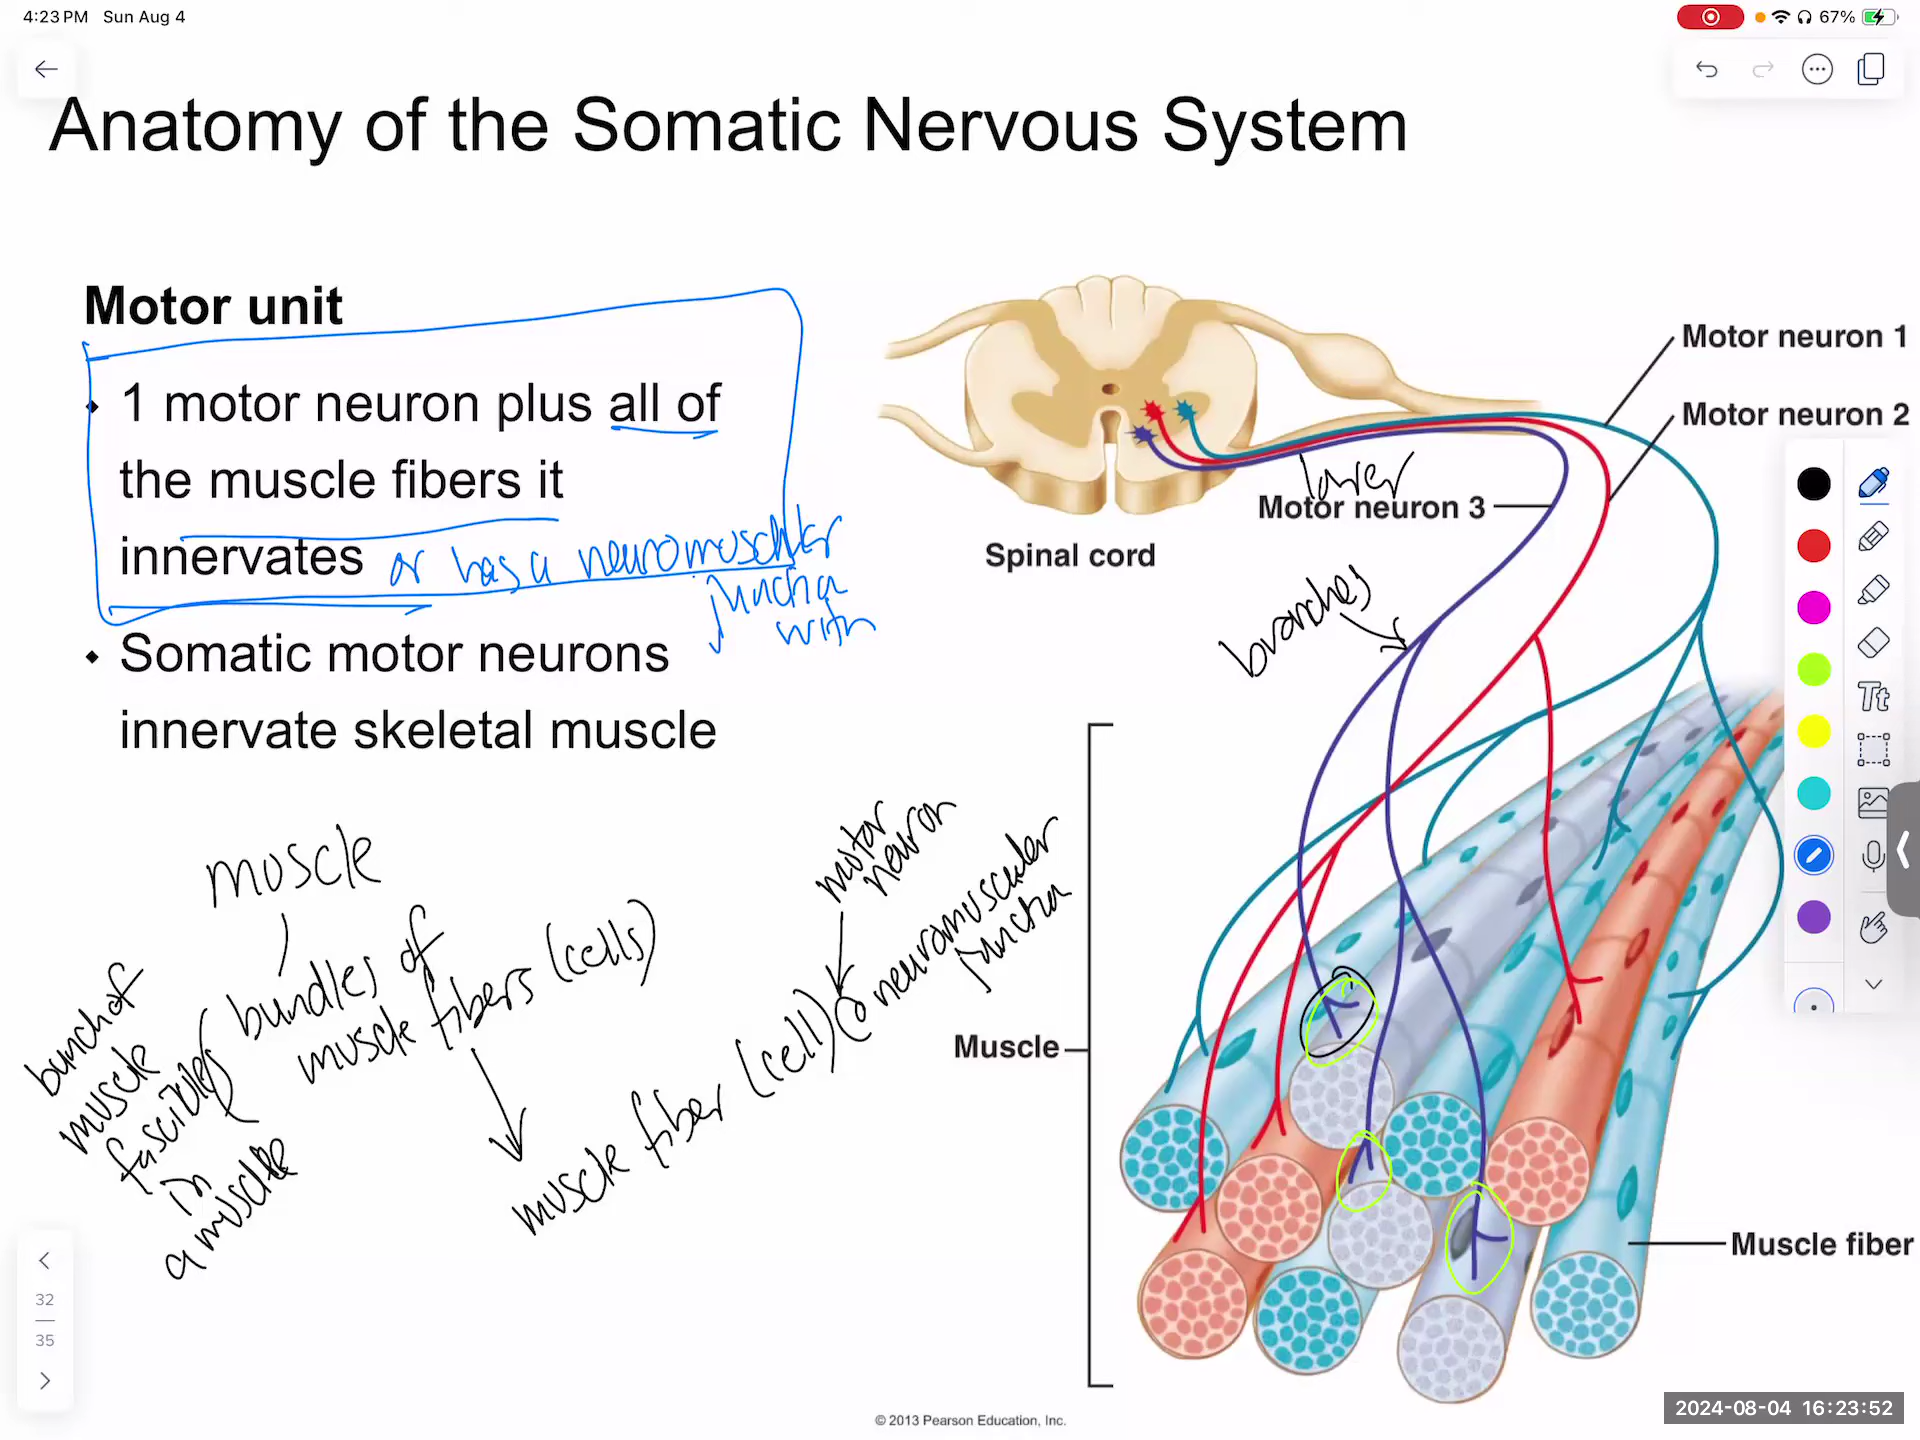 4:23 PM Sun Aug 4
67%
Anatomy of the Somatic Nervous System
Motor unit
1 motor neuron plus all of
the muscle fibers it
innervates or has a neuromuscular
junction
with
Somatic motor neurons
innervate skeletal muscle
Motor neuron 1
Motor neuron 2
lower
Motor neuron 3
Spinal cord
branches
muscle
bundles of
muscle fibers (cells)
bunch of
muscle
fascicles
in
a muscle
muscle fiber (cell)
motor
neuron
neuromuscular
junction
Muscle
Muscle fiber
Tt
32
35
© 2013 Pearson Education, Inc.
2024-08-04 16:23:52